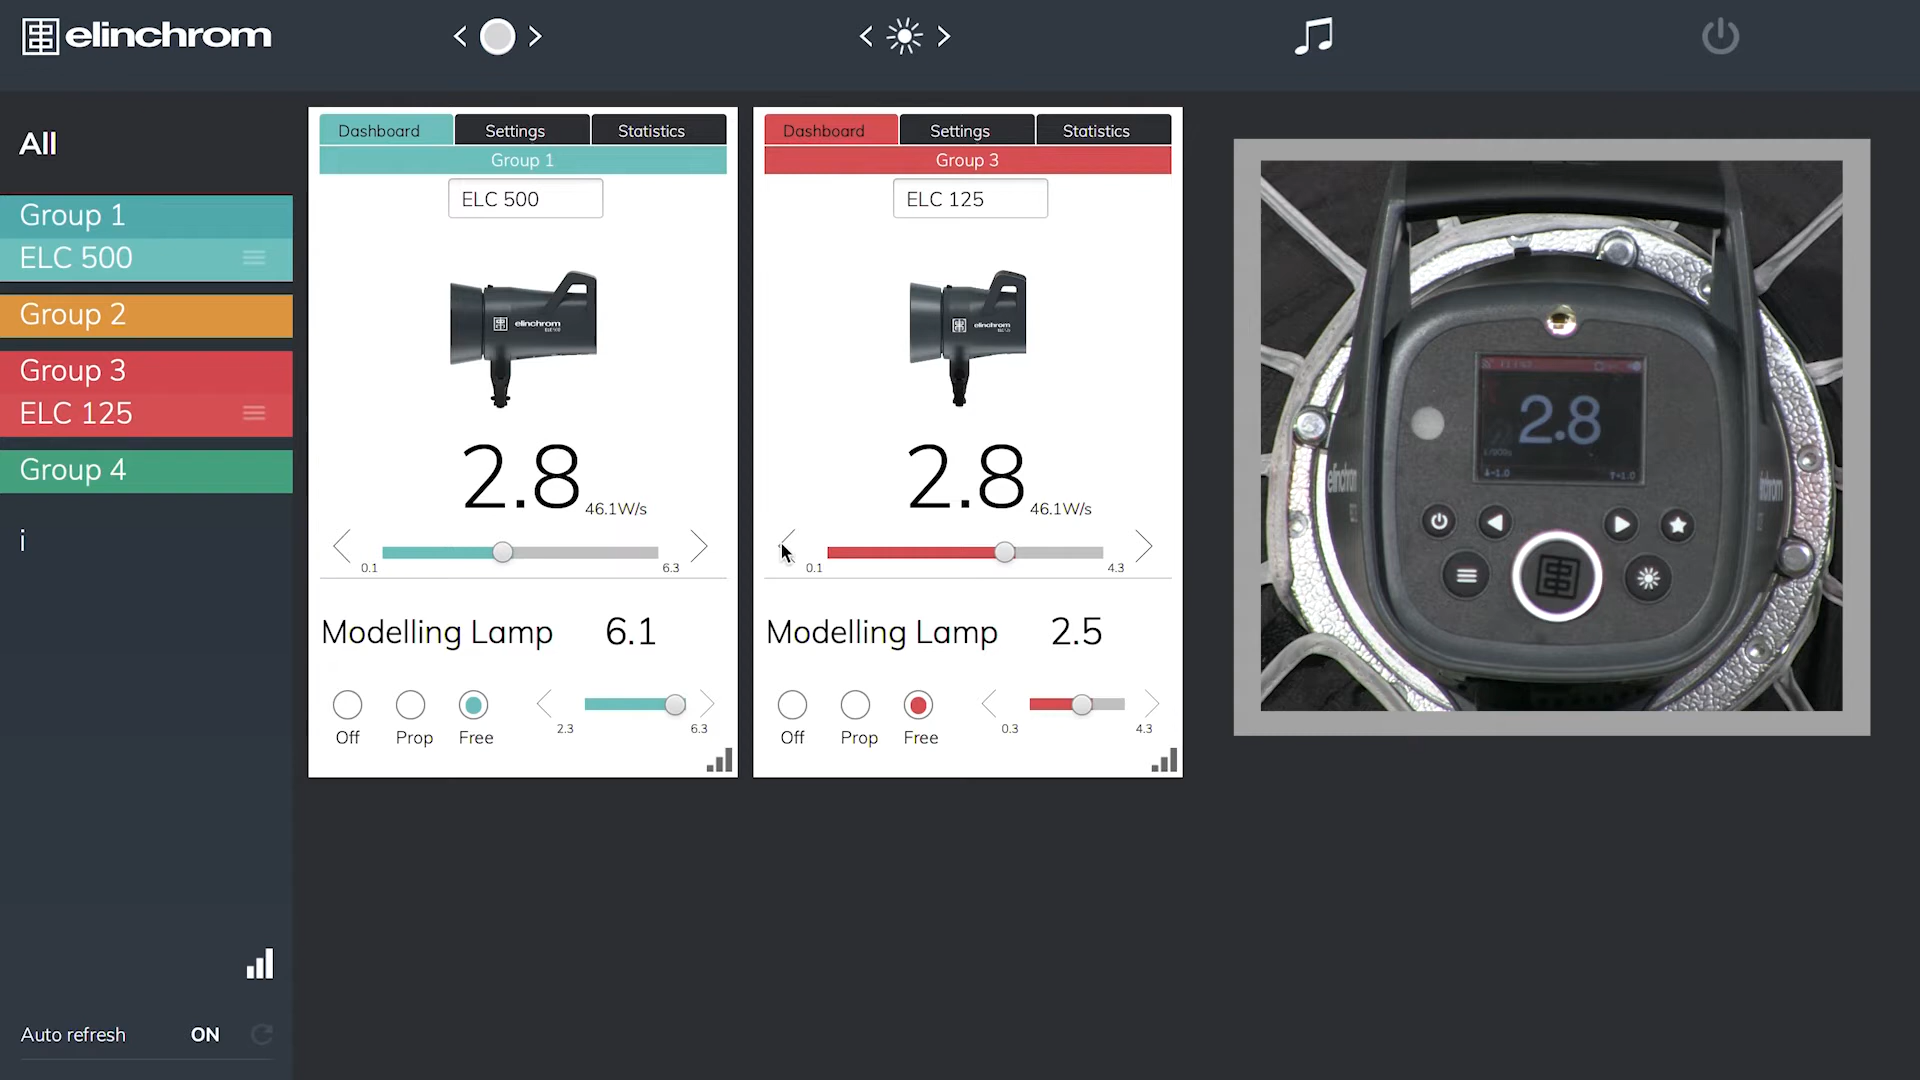 elinchrom
All
Group 1
ELC 500
Group 2
Group 3
ELC 125
Group 4
i
Auto refresh ON
Dashboard Settings Statistics
Group 1
ELC 500
elinchrom
2.8 46.1W/s
0.1 6.3
Modelling Lamp 6.1
Off Prop Free
2.3 6.3
Dashboard Settings Statistics
Group 3
ELC 125
elinchrom
2.8 46.1W/s
0.1 4.3
Modelling Lamp 2.5
Off Prop Free
0.3 4.3
2.8
elinchrom